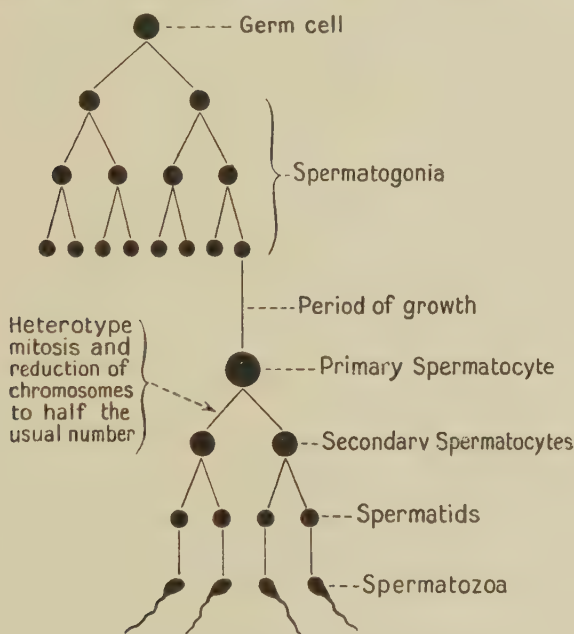 Germ cell
Spermatogonia
Period of growth
Heterotype
mitosis and
reduction of
chromosomes
to half the
usual number
Primary Spermatocyte
Secondary Spermatocytes
Spermatids
Spermatozoa